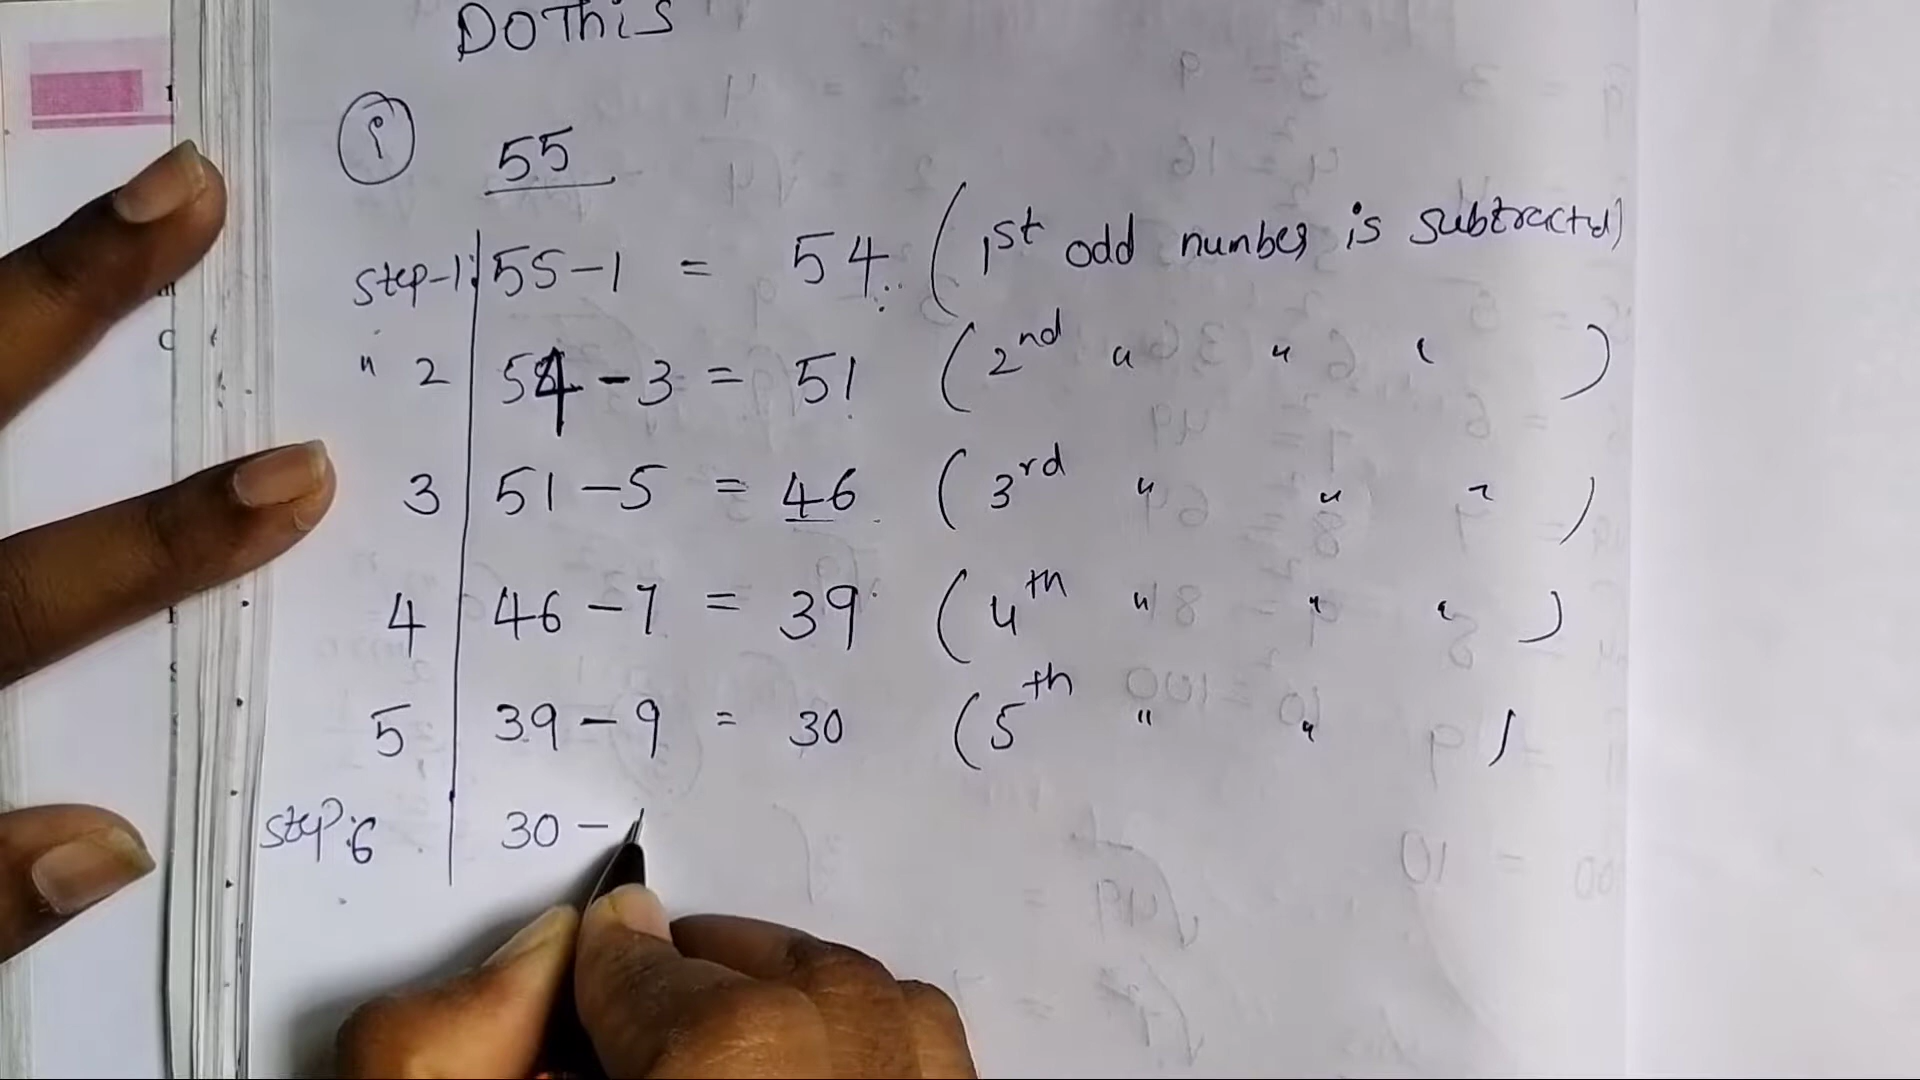 DO This
1 55
Step-1: 55-1 = 54 (1st odd number is subtracted)
" 2 54-3 = 51 (2nd " " " )
3 51-5 = 46 (3rd " " " )
4 46-7 = 39 (4th " " " )
5 39-9 = 30 (5th " " )
Step:6 30-